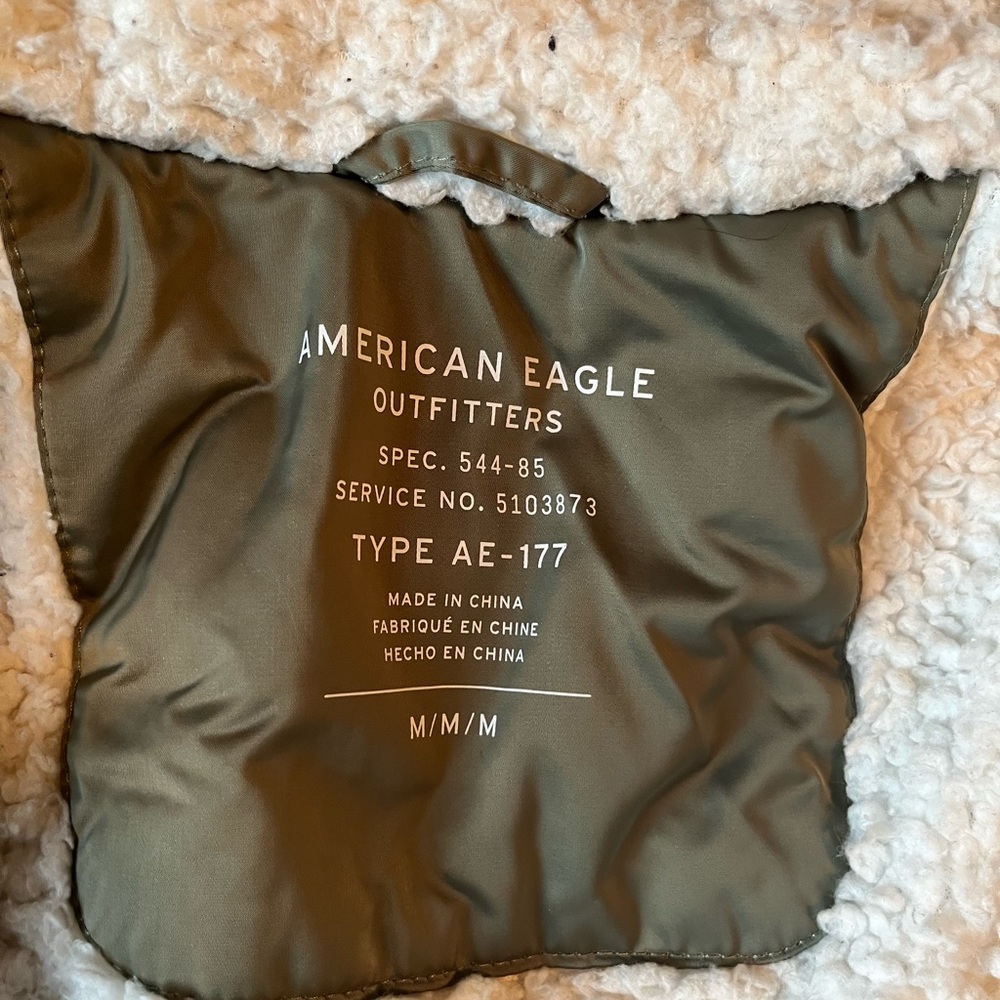 AMERICAN EAGLE
OUTFITTERS
SPEC. 544-85
SERVICE NO. 5103873
TYPE AE-177
MADE IN CHINA
FABRIQUÉ EN CHINE
HECHO EN CHINA
M/M/M